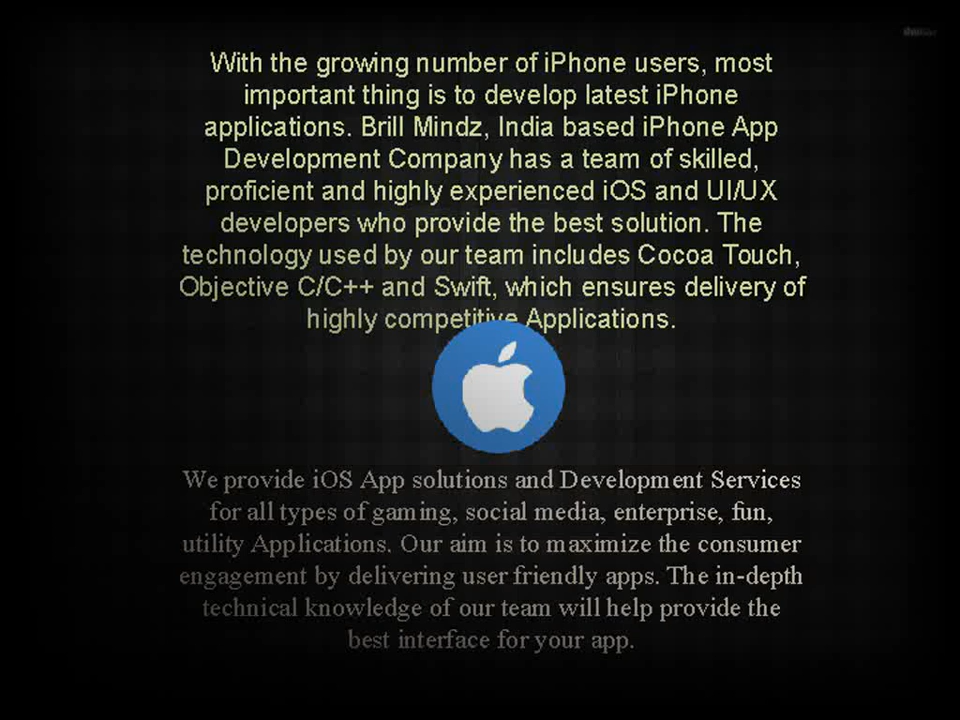 With the growing number of iPhone users, most
important thing is to develop latest iPhone
applications. Brill Mindz, India based iPhone App
Development Company has a team of skilled,
proficient and highly experienced iOS and UI/UX
developers who provide the best solution. The
technology used by our team includes Cocoa Touch,
Objective C/C++ and Swift, which ensures delivery of
highly competitive Applications.
We provide iOS App solutions and Development Services
for all types of gaming, social media, enterprise, fun,
utility Applications. Our aim is to maximize the consumer
engagement by delivering user friendly apps. The in-depth
technical knowledge of our team will help provide the
best interface for your app.